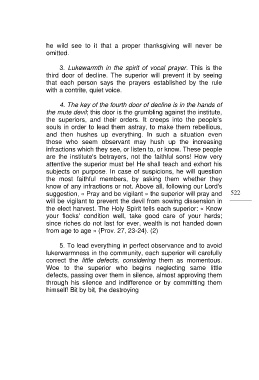 he wild see to it that a proper thanksgiving will never be
omitted.
3. Lukewarmth in the spirit of vocal prayer. This is the
third door of decline. The superior will prevent it by seeing
that each person says the prayers established by the rule
with a contrite, quiet voice.
4. The key of the fourth door of decline is in the hands of
the mute devil; this door is the grumbling against the institute,
the superiors, and their orders. It creeps into the people's
souls in order to lead them astray, to make them rebellious,
and then hushes up everything. In such a situation even
those who seem observant may hush up the increasing
infractions which they see, or listen to, or know. These people
are the institute's betrayers, not the faithful sons! How very
attentive the superior must be! He shall teach and exhort his
subjects on purpose. In case of suspicions, he will question
the most faithful members, by asking them whether they
know of any infractions or not. Above all, following our Lord's
suggestion, « Pray and be vigilant » the superior will pray and
will be vigilant to prevent the devil from sowing dissension in
the elect harvest. The Holy Spirit tells each superior: « Know
your flocks' condition well, take good care of your herds;
since riches do not last for ever, wealth is not handed down
from age to age » (Prov. 27, 23-24). (2)
522
5. To lead everything in perfect observance and to avoid
lukewarmness in the community, each superior will carefully
correct the little defects, considering them as momentous.
Woe to the superior who begins neglecting same little
defects, passing over them in silence, almost approving them
through his silence and indifference or by committing them
himself! Bit by bit, the destroying